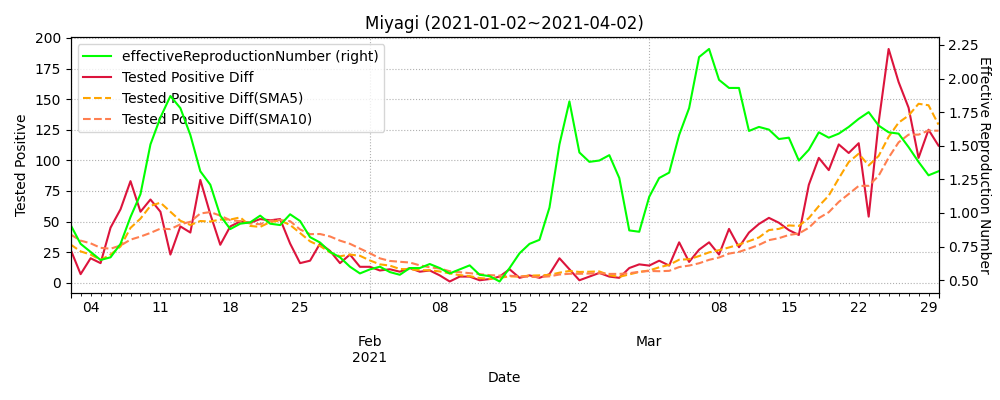 Miyagi (2021-01-02~2021-04-02)
effectiveReproductionNumber (right)
Tested Positive Diff
Tested Positive Diff(SMA5)
Tested Positive Diff(SMA10)
Tested Positive
200
175
150
125
100
75
50
25
0
2.25
2.00
1.75
1.50
1.25
1.00
0.75
0.50
Effective Reproduction Number
04 11 18 25 08 15 22 08 15 22 29
Feb Mar
2021
Date